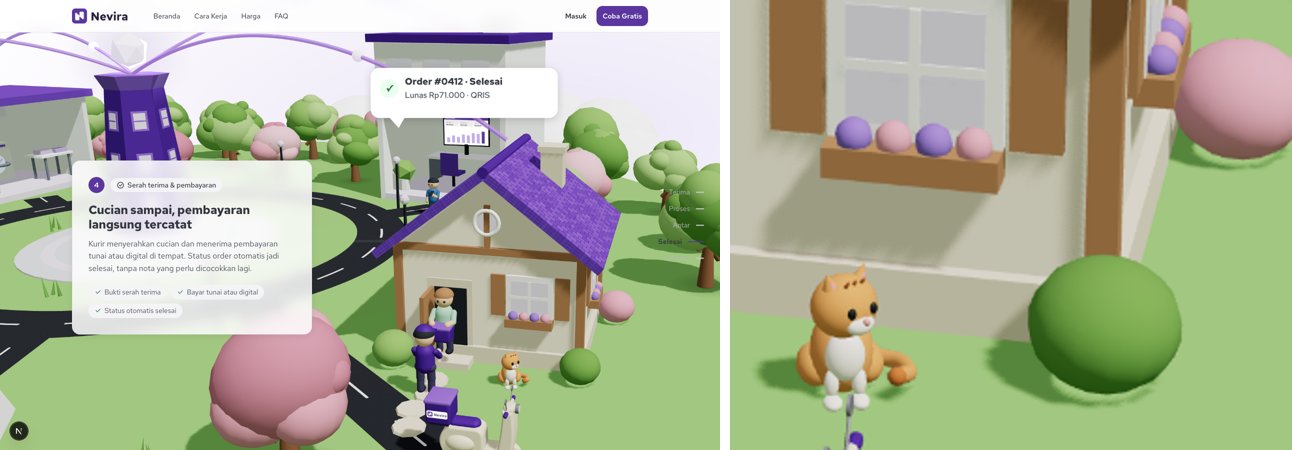 Nevira
Beranda
Cara Kerja
Harga
FAQ
Masuk
Coba Gratis
Order #0412 · Selesai
Lunas Rp71.000 · QRIS
4
Serah terima & pembayaran
Cucian sampai, pembayaran
langsung tercatat
Kurir menyerahkan cucian dan menerima pembayaran
tunai atau digital di tempat. Status order otomatis jadi
selesai, tanpa nota yang perlu dicocokkan lagi.
Bukti serah terima
Bayar tunai atau digital
Status otomatis selesai
Terima
Proses
Antar
Selesai
Nevira
N